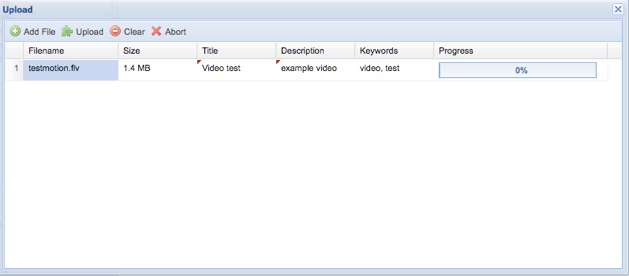 Upload
Add File Upload Clear Abort
Filename Size Title Description Keywords Progress
1 testmotion.flv 1.4 MB Video test example video video, test 0%